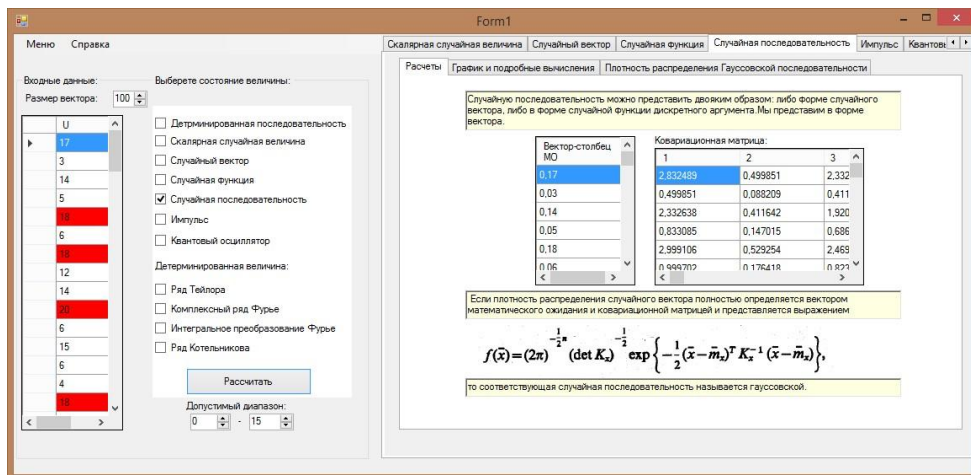 Form1
Меню Справка
Входные данные:
Размер вектора: 100
U
17
3
14
5
18
6
18
12
14
20
6
15
6
4
18
Выберете состояние величины:
Детрминированная последовательность
Скалярная случайная величина
Случайный вектор
Случайная функция
Случайная последовательность
Импульс
Квантовый осциллятор
Детерминированная величина:
Ряд Тейлора
Комплексный ряд Фурье
Интегральное преобразование Фурье
Ряд Котельникова
Рассчитать
Допустимый диапазон:
0 - 15
Скалярная случайная величина Случайный вектор Случайная функция Случайная последовательность Импульс Квантовы
Расчеты График и подробные вычисления Плотность распределения Гауссовской последовательности
Случайную последовательность можно представить двояким образом: либо форме случайного
вектора, либо в форме случайной функции дискретного аргумента.Мы представим в форме
вектора.
Вектор-столбец
МО
0,17
0,03
0,14
0,05
0,18
0,06
Ковариационная матрица:
1 2 3
2,832489 0,499851 2,332
0,499851 0,088209 0,411
2,332638 0,411642 1,920
0,833085 0,147015 0,686
2,999106 0,529254 2,469
0,999702 0,176418 0,823
Если плотность распределения случайного вектора полностью определяется вектором
математического ожидания и ковариационной матрицей и представляется выражением
f(x̄) = (2π)^{-½n} (det Kₓ)^{-½} exp{-½(x̄ - m̄ₓ)ᵀ Kₓ⁻¹ (x̄ - m̄ₓ)},
то соответствующая случайная последовательность называется гауссовской.